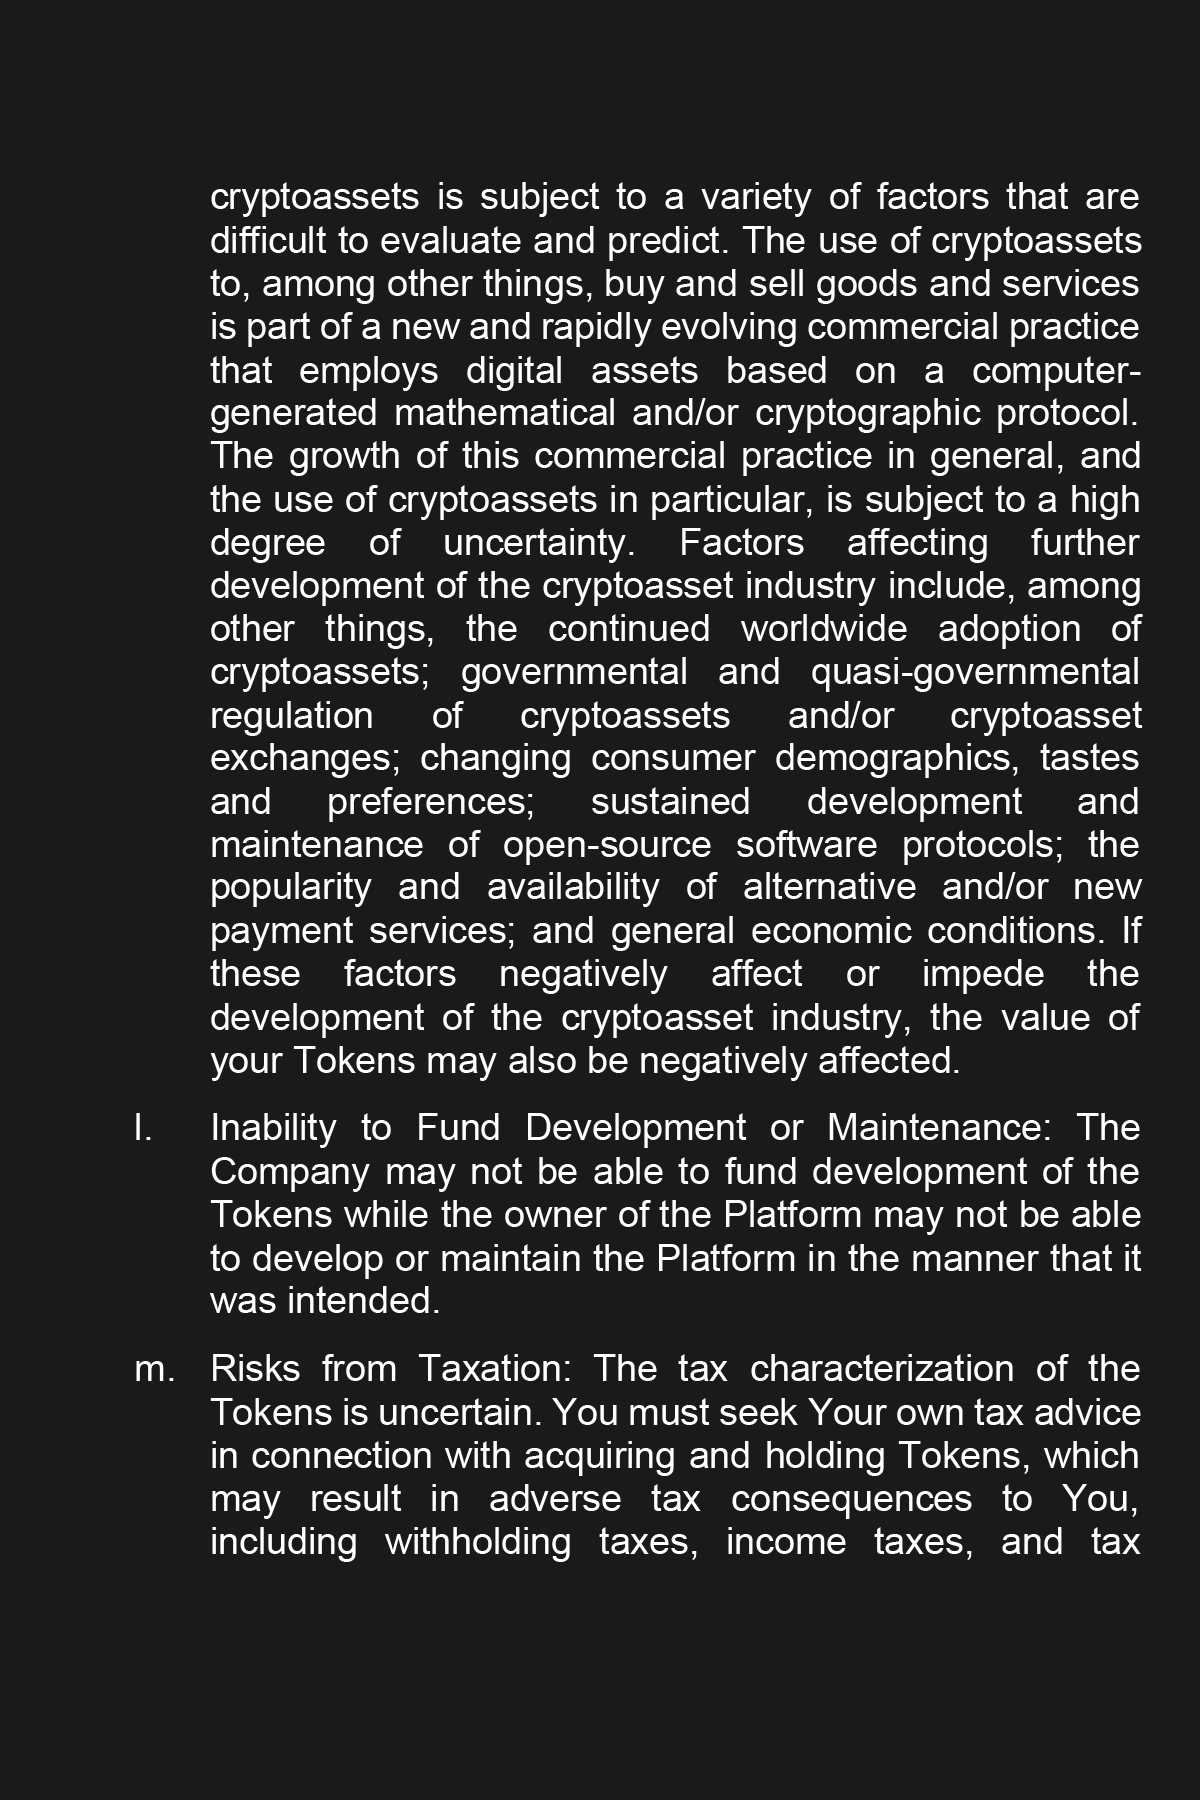 cryptoassets is subject to a variety of factors that are
difficult to evaluate and predict. The use of cryptoassets
to, among other things, buy and sell goods and services
is part of a new and rapidly evolving commercial practice
that employs digital assets based on a computer-
generated mathematical and/or cryptographic protocol.
The growth of this commercial practice in general, and
the use of cryptoassets in particular, is subject to a high
degree of uncertainty. Factors affecting further
development of the cryptoasset industry include, among
other things, the continued worldwide adoption of
cryptoassets; governmental and quasi-governmental
regulation of cryptoassets and/or cryptoasset
exchanges; changing consumer demographics, tastes
and preferences; sustained development and
maintenance of open-source software protocols; the
popularity and availability of alternative and/or new
payment services; and general economic conditions. If
these factors negatively affect or impede the
development of the cryptoasset industry, the value of
your Tokens may also be negatively affected.
l. Inability to Fund Development or Maintenance: The
Company may not be able to fund development of the
Tokens while the owner of the Platform may not be able
to develop or maintain the Platform in the manner that it
was intended.
m. Risks from Taxation: The tax characterization of the
Tokens is uncertain. You must seek Your own tax advice
in connection with acquiring and holding Tokens, which
may result in adverse tax consequences to You,
including withholding taxes, income taxes, and tax